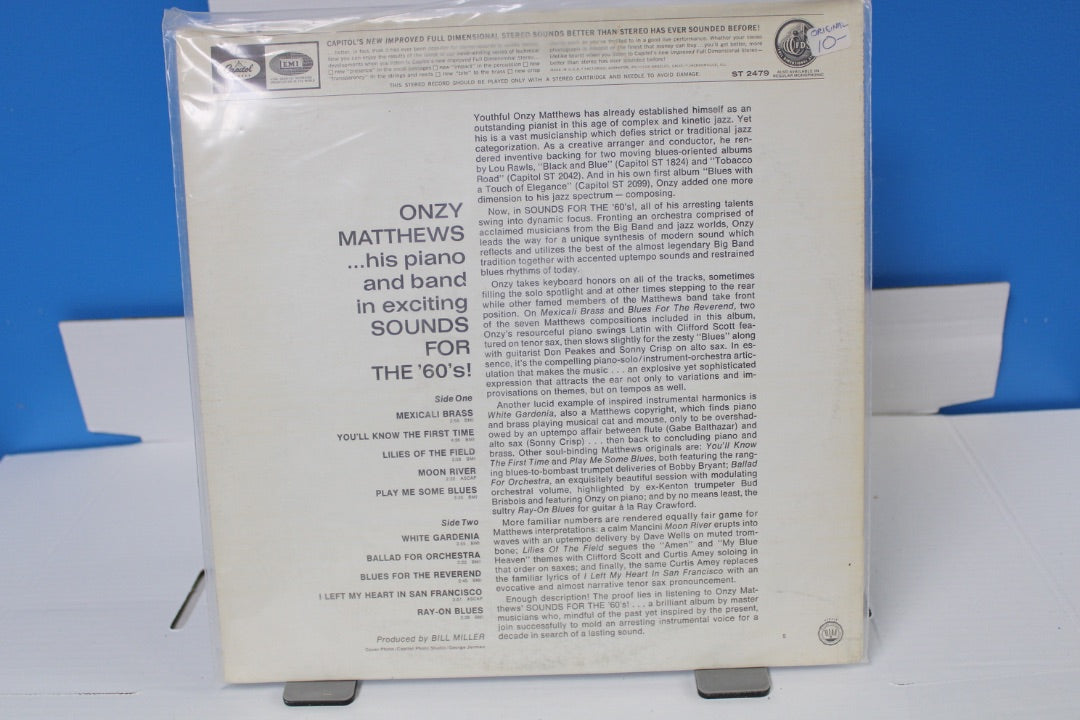 CAPITOL'S NEW IMPROVED FULL DIMENSIONAL STEREO SOUNDS BETTER THAN STEREO HAS EVER SOUNDED BEFORE!
Capitol
EMI
THIS STEREO RECORD SHOULD BE PLAYED ONLY WITH A STEREO CARTRIDGE AND NEEDLE TO AVOID DAMAGE.
ST 2479
ORIGINAL
10-
ONZY
MATTHEWS
...his piano
and band
in exciting
SOUNDS
FOR
THE '60's!
Side One
MEXICALI BRASS
YOU'LL KNOW THE FIRST TIME
LILIES OF THE FIELD
MOON RIVER
PLAY ME SOME BLUES
Side Two
WHITE GARDENIA
BALLAD FOR ORCHESTRA
BLUES FOR THE REVEREND
I LEFT MY HEART IN SAN FRANCISCO
RAY-ON BLUES
Produced by BILL MILLER
Cover Photo/Capitol Photo Studio/George Jerman
Youthful Onzy Matthews has already established himself as an
outstanding pianist in this age of complex and kinetic jazz. Yet
his is a vast musicianship which defies strict or traditional jazz
categorization. As a creative arranger and conductor, he ren-
dered inventive backing for two moving blues-oriented albums
by Lou Rawls, "Black and Blue" (Capitol ST 1824) and "Tobacco
Road" (Capitol ST 2042). And in his own first album "Blues with
a Touch of Elegance" (Capitol ST 2099), Onzy added one more
dimension to his jazz spectrum — composing.
Now, in SOUNDS FOR THE '60's!, all of his arresting talents
swing into dynamic focus. Fronting an orchestra comprised of
acclaimed musicians from the Big Band and jazz worlds, Onzy
leads the way for a unique synthesis of modern sound which
reflects and utilizes the best of the almost legendary Big Band
tradition together with accented uptempo sounds and restrained
blues rhythms of today.
Onzy takes keyboard honors on all of the tracks, sometimes
filling the solo spotlight and at other times stepping to the rear
while other famed members of the Matthews band take front
position. On Mexicali Brass and Blues For The Reverend, two
of the seven Matthews compositions included in this album,
Onzy's resourceful piano swings Latin with Clifford Scott fea-
tured on tenor sax, then slows slightly for the zesty "Blues" along
with guitarist Don Peakes and Sonny Crisp on alto sax. In es-
sence, it's the compelling piano-solo/instrument-orchestra artic-
ulation that makes the music . . . an explosive yet sophisticated
expression that attracts the ear not only to variations and im-
provisations on themes, but on tempos as well.
Another lucid example of inspired instrumental harmonics is
White Gardenia, also a Matthews copyright, which finds piano
and brass playing musical cat and mouse, only to be overshad-
owed by an uptempo affair between flute (Gabe Balthazar) and
alto sax (Sonny Crisp) . . . then back to concluding piano and
brass. Other soul-binding Matthews originals are: You'll Know
The First Time and Play Me Some Blues, both featuring the rang-
ing blues-to-bombast trumpet deliveries of Bobby Bryant; Ballad
For Orchestra, an exquisitely beautiful session with modulating
orchestral volume, highlighted by ex-Kenton trumpeter Bud
Brisbois and featuring Onzy on piano; and by no means least, the
sultry Ray-On Blues for guitar à la Ray Crawford.
More familiar numbers are rendered equally fair game for
Matthews interpretations: a calm Mancini Moon River erupts into
waves with an uptempo delivery by Dave Wells on muted trom-
bone; Lilies Of The Field segues the "Amen" and "My Blue
Heaven" themes with Clifford Scott and Curtis Amey soloing in
that order on saxes; and finally, the same Curtis Amey replaces
the familiar lyrics of I Left My Heart In San Francisco with an
evocative and almost narrative tenor sax pronouncement.
Enough description! The proof lies in listening to Onzy Mat-
thews' SOUNDS FOR THE '60's! . . . a brilliant album by master
musicians who, mindful of the past yet inspired by the present,
join successfully to mold an arresting instrumental voice for a
decade in search of a lasting sound.